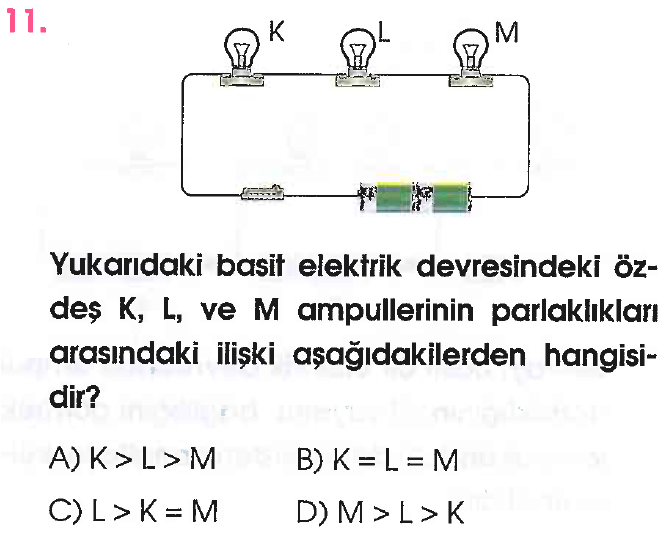 11.
K L M
Yukarıdaki basit elektrik devresindeki öz-
deş K, L, ve M ampullerinin parlaklıkları
arasındaki ilişki aşağıdakilerden hangisi-
dir?
A) K > L > M B) K = L = M
C) L > K = M D) M > L > K